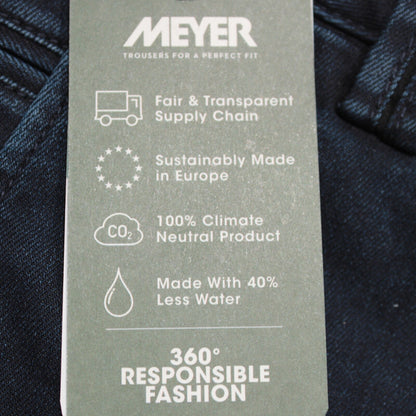 MEYER
TROUSERS FOR A PERFECT FIT
Fair & Transparent
Supply Chain
Sustainably Made
in Europe
CO2
100% Climate
Neutral Product
Made With 40%
Less Water
360°
RESPONSIBLE
FASHION